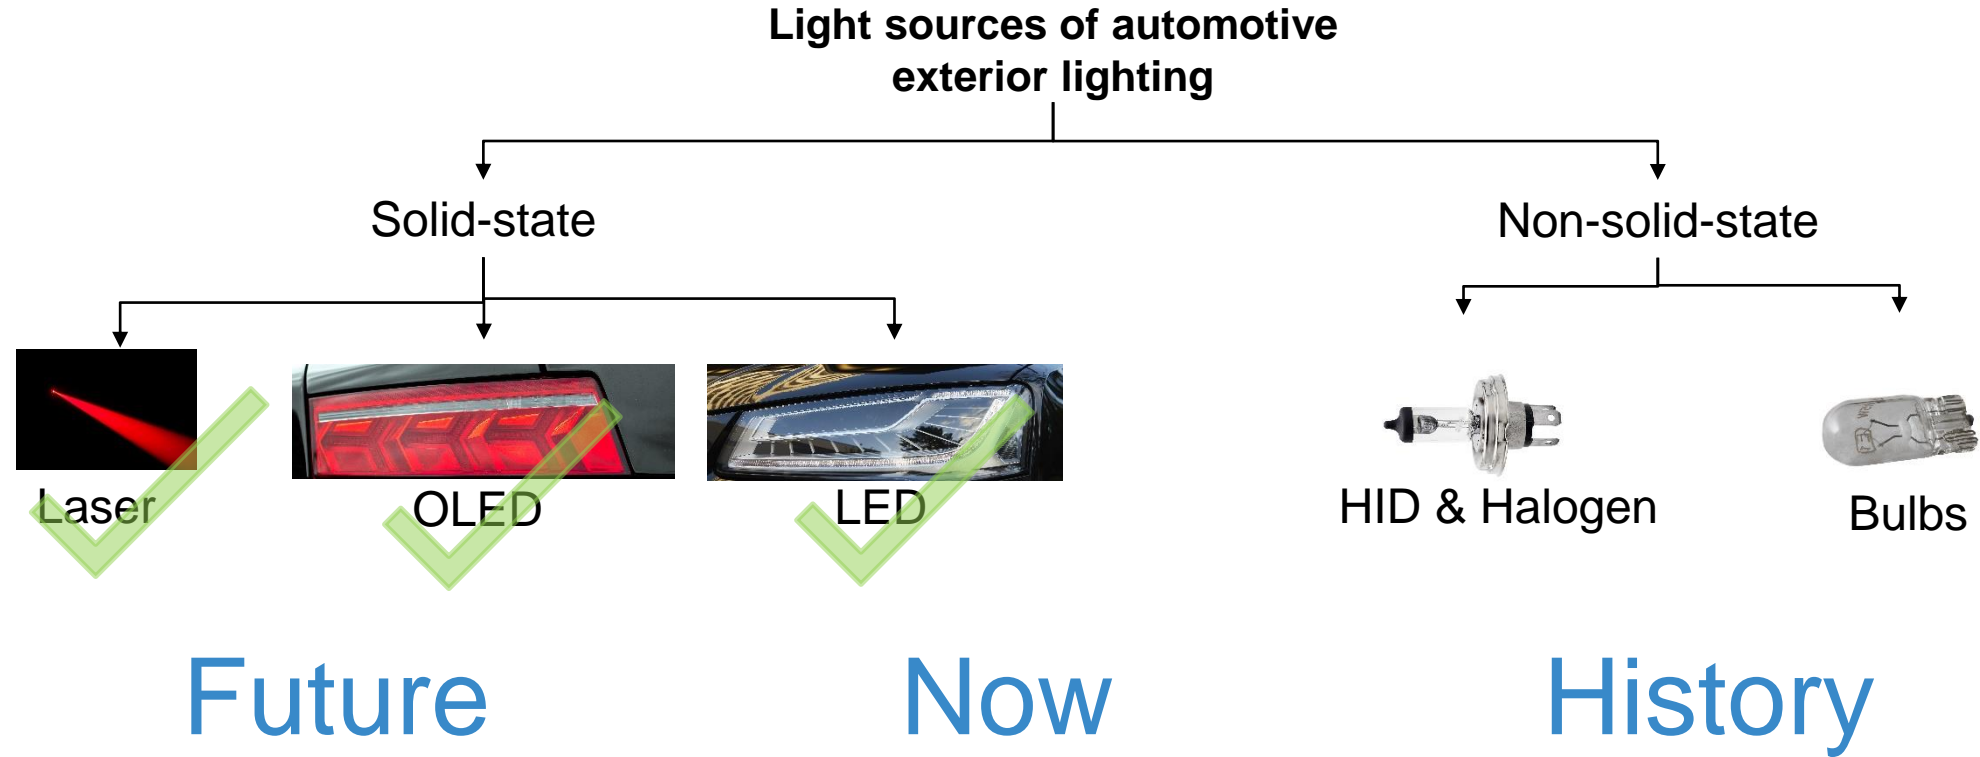 Light sources of automotive
exterior lighting
Solid-state
Non-solid-state
Laser
OLED
LED
HID & Halogen
Bulbs
Future
Now
History